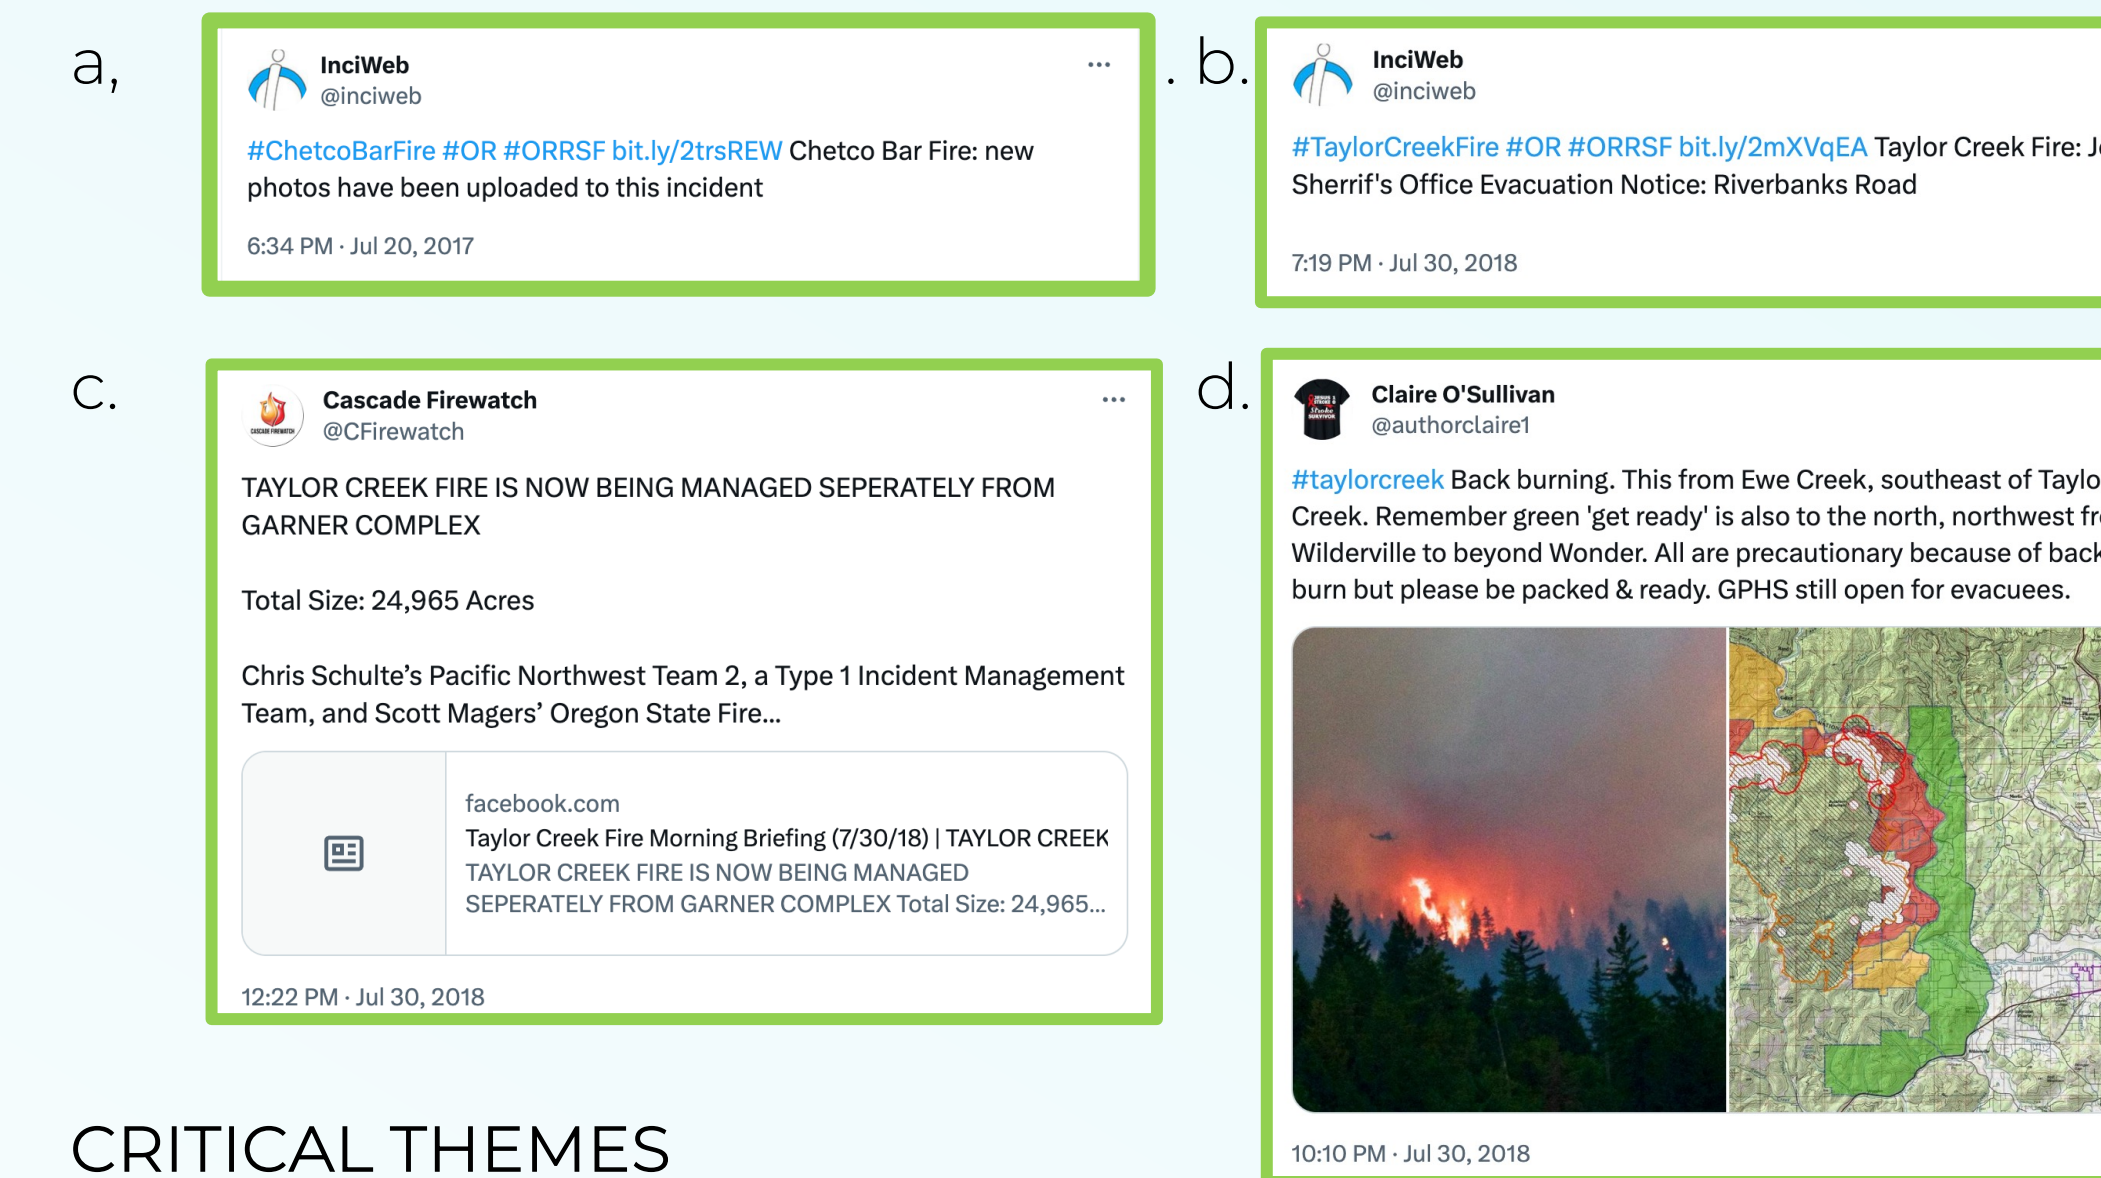 a,
InciWeb
@inciweb
#ChetcoBarFire #OR #ORRSF bit.ly/2trsREW Chetco Bar Fire: new
photos have been uploaded to this incident
6:34 PM · Jul 20, 2017
. b.
InciWeb
@inciweb
#TaylorCreekFire #OR #ORRSF bit.ly/2mXVqEA Taylor Creek Fire:
Sherrif's Office Evacuation Notice: Riverbanks Road
7:19 PM · Jul 30, 2018
c.
Cascade Firewatch
@CFirewatch
TAYLOR CREEK FIRE IS NOW BEING MANAGED SEPERATELY FROM
GARNER COMPLEX
Total Size: 24,965 Acres
Chris Schulte’s Pacific Northwest Team 2, a Type 1 Incident Management
Team, and Scott Magers’ Oregon State Fire...
facebook.com
Taylor Creek Fire Morning Briefing (7/30/18) | TAYLOR CREEK
TAYLOR CREEK FIRE IS NOW BEING MANAGED
SEPERATELY FROM GARNER COMPLEX Total Size: 24,965...
12:22 PM · Jul 30, 2018
d.
Claire O'Sullivan
@authorclaire1
#taylorcreek Back burning. This from Ewe Creek, southeast of Taylo
Creek. Remember green 'get ready' is also to the north, northwest fr
Wilderville to beyond Wonder. All are precautionary because of back
burn but please be packed & ready. GPHS still open for evacuees.
10:10 PM · Jul 30, 2018
CRITICAL THEMES